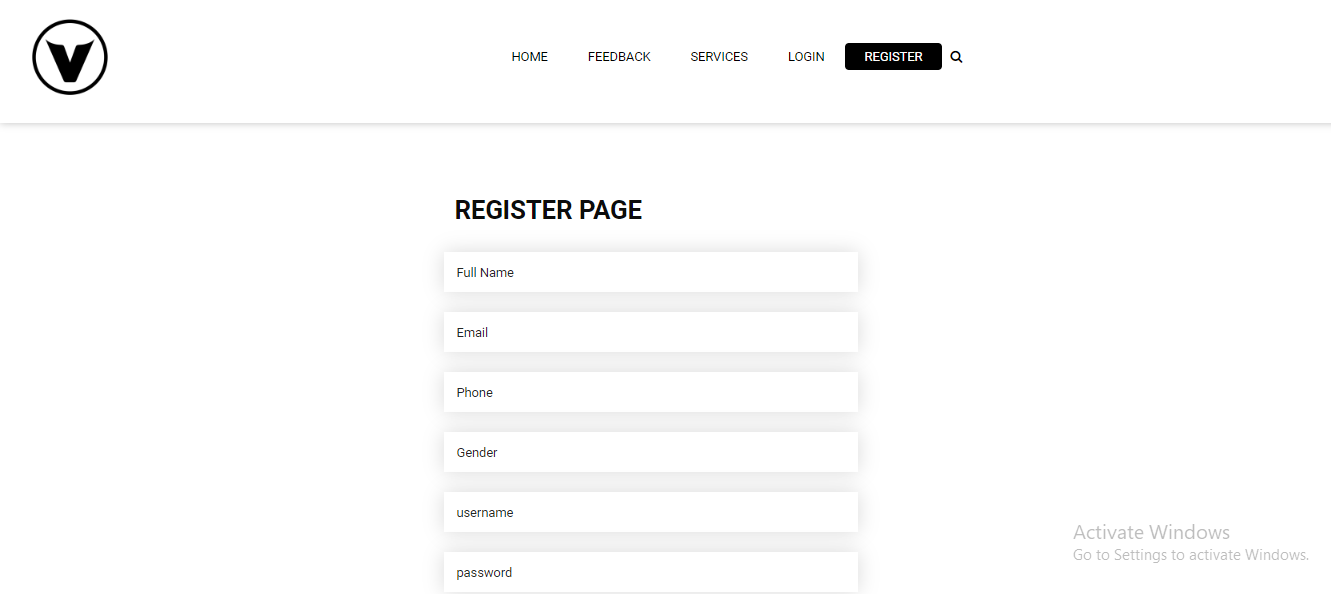 V
HOME FEEDBACK SERVICES LOGIN REGISTER
REGISTER PAGE
Full Name
Email
Phone
Gender
username
password
Activate Windows
Go to Settings to activate Windows.